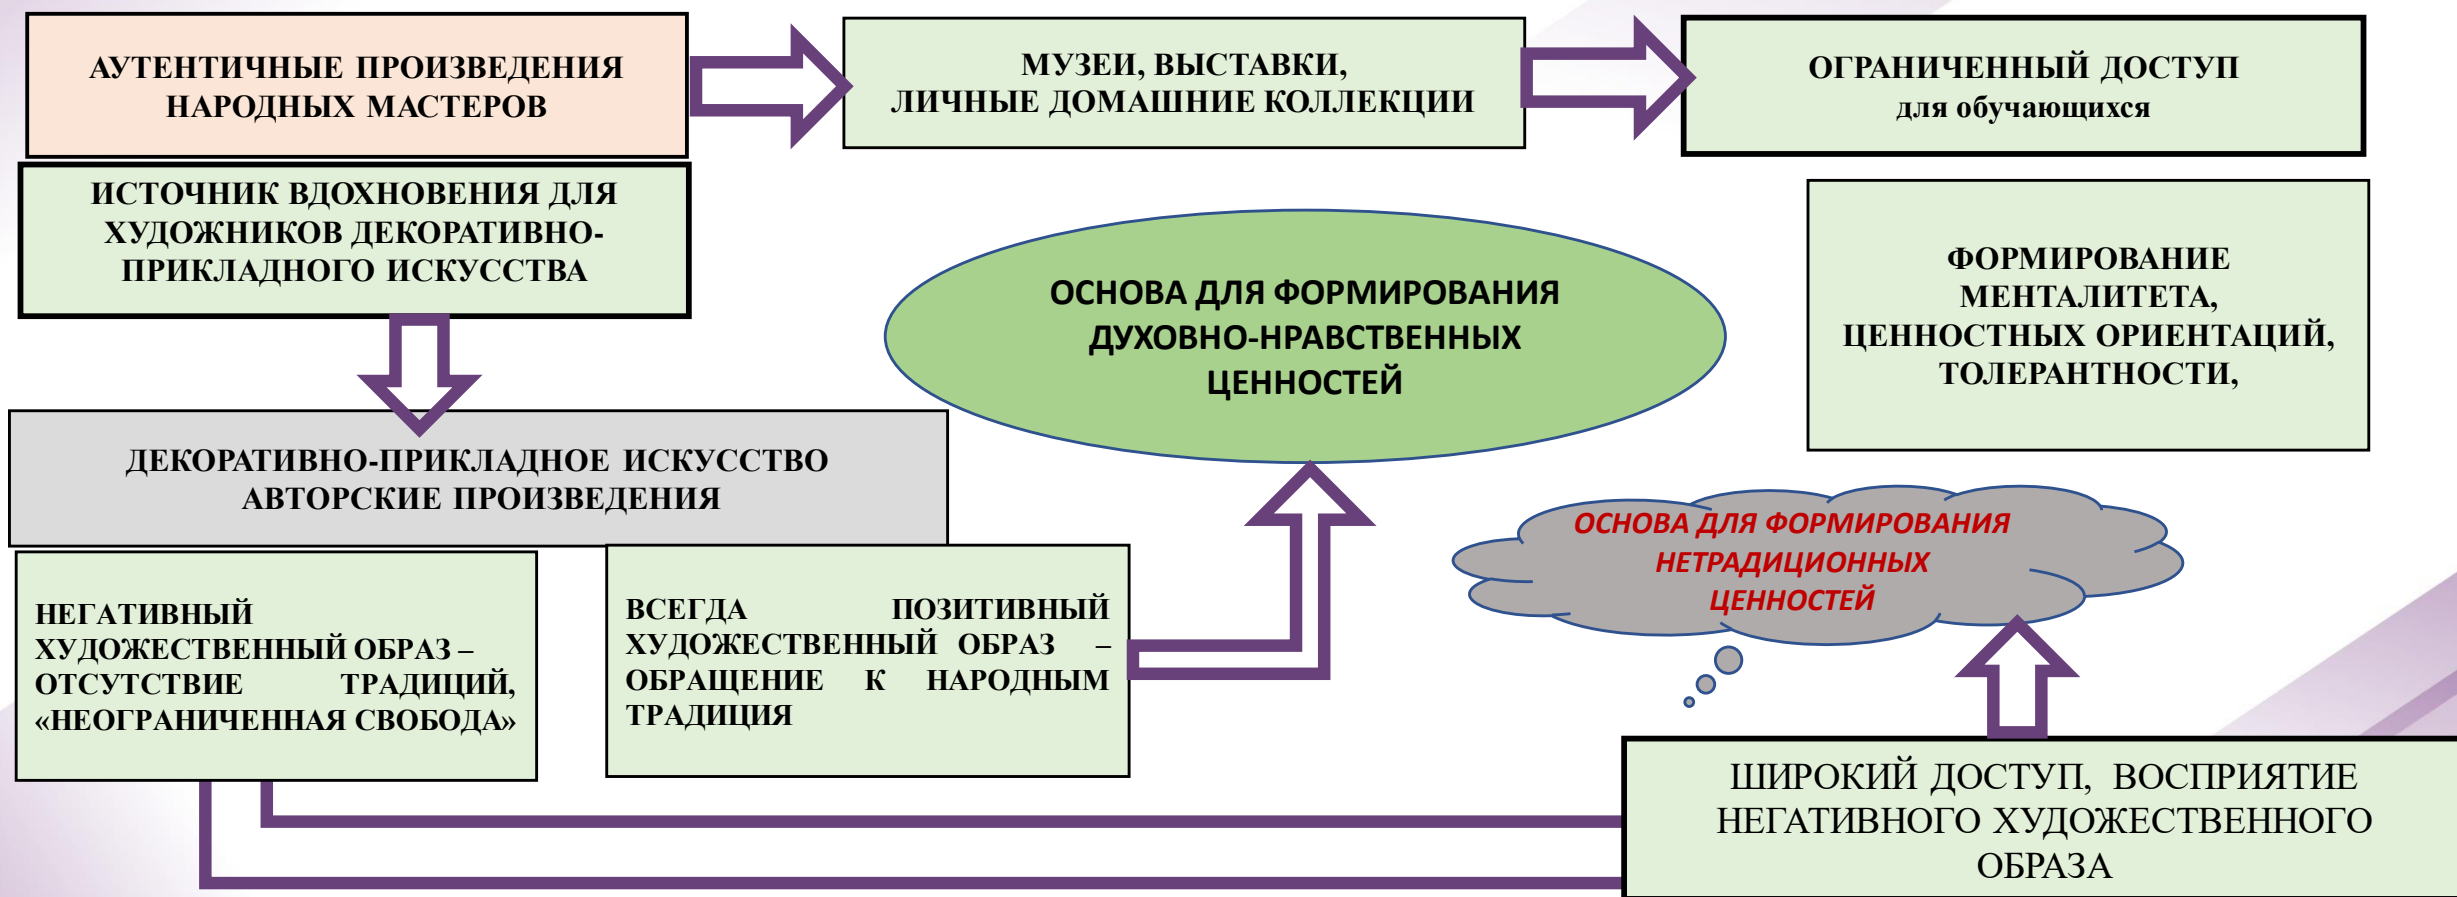 АУТЕНТИЧНЫЕ ПРОИЗВЕДЕНИЯ
НАРОДНЫХ МАСТЕРОВ
МУЗЕИ, ВЫСТАВКИ,
ЛИЧНЫЕ ДОМАШНИЕ КОЛЛЕКЦИИ
ОГРАНИЧЕННЫЙ ДОСТУП
для обучающихся
ИСТОЧНИК ВДОХНОВЕНИЯ ДЛЯ
ХУДОЖНИКОВ ДЕКОРАТИВНО-
ПРИКЛАДНОГО ИСКУССТВА
ОСНОВА ДЛЯ ФОРМИРОВАНИЯ
ДУХОВНО-НРАВСТВЕННЫХ
ЦЕННОСТЕЙ
ФОРМИРОВАНИЕ
МЕНТАЛИТЕТА,
ЦЕННОСТНЫХ ОРИЕНТАЦИЙ,
ТОЛЕРАНТНОСТИ,
ДЕКОРАТИВНО-ПРИКЛАДНОЕ ИСКУССТВО
АВТОРСКИЕ ПРОИЗВЕДЕНИЯ
НЕГАТИВНЫЙ
ХУДОЖЕСТВЕННЫЙ ОБРАЗ –
ОТСУТСТВИЕ ТРАДИЦИЙ,
«НЕОГРАНИЧЕННАЯ СВОБОДА»
ВСЕГДА ПОЗИТИВНЫЙ
ХУДОЖЕСТВЕННЫЙ ОБРАЗ –
ОБРАЩЕНИЕ К НАРОДНЫМ
ТРАДИЦИЯ
ОСНОВА ДЛЯ ФОРМИРОВАНИЯ
НЕТРАДИЦИОННЫХ
ЦЕННОСТЕЙ
ШИРОКИЙ ДОСТУП, ВОСПРИЯТИЕ
НЕГАТИВНОГО ХУДОЖЕСТВЕННОГО
ОБРАЗА